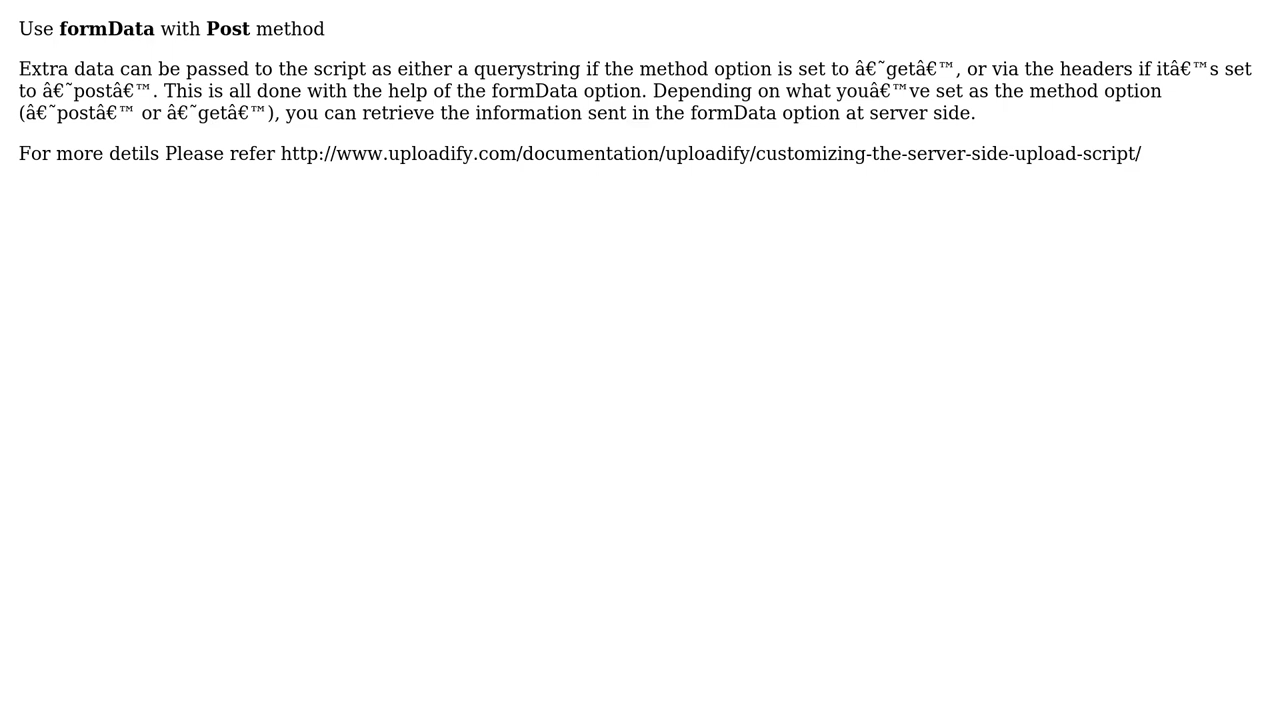 Use formData with Post method
Extra data can be passed to the script as either a querystring if the method option is set to â€˜getâ€™, or via the headers if itâ€™s set
to â€˜postâ€™. This is all done with the help of the formData option. Depending on what youâ€™ve set as the method option
(â€˜postâ€™ or â€˜getâ€™), you can retrieve the information sent in the formData option at server side.
For more detils Please refer http://www.uploadify.com/documentation/uploadify/customizing-the-server-side-upload-script/